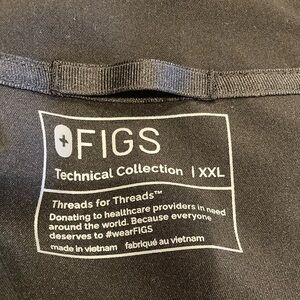 FIGS
Technical Collection | XXL
Threads for Threads™
Donating to healthcare providers in need
around the world. Because everyone
deserves to #wearFIGS
made in vietnam fabriqué au vietnam